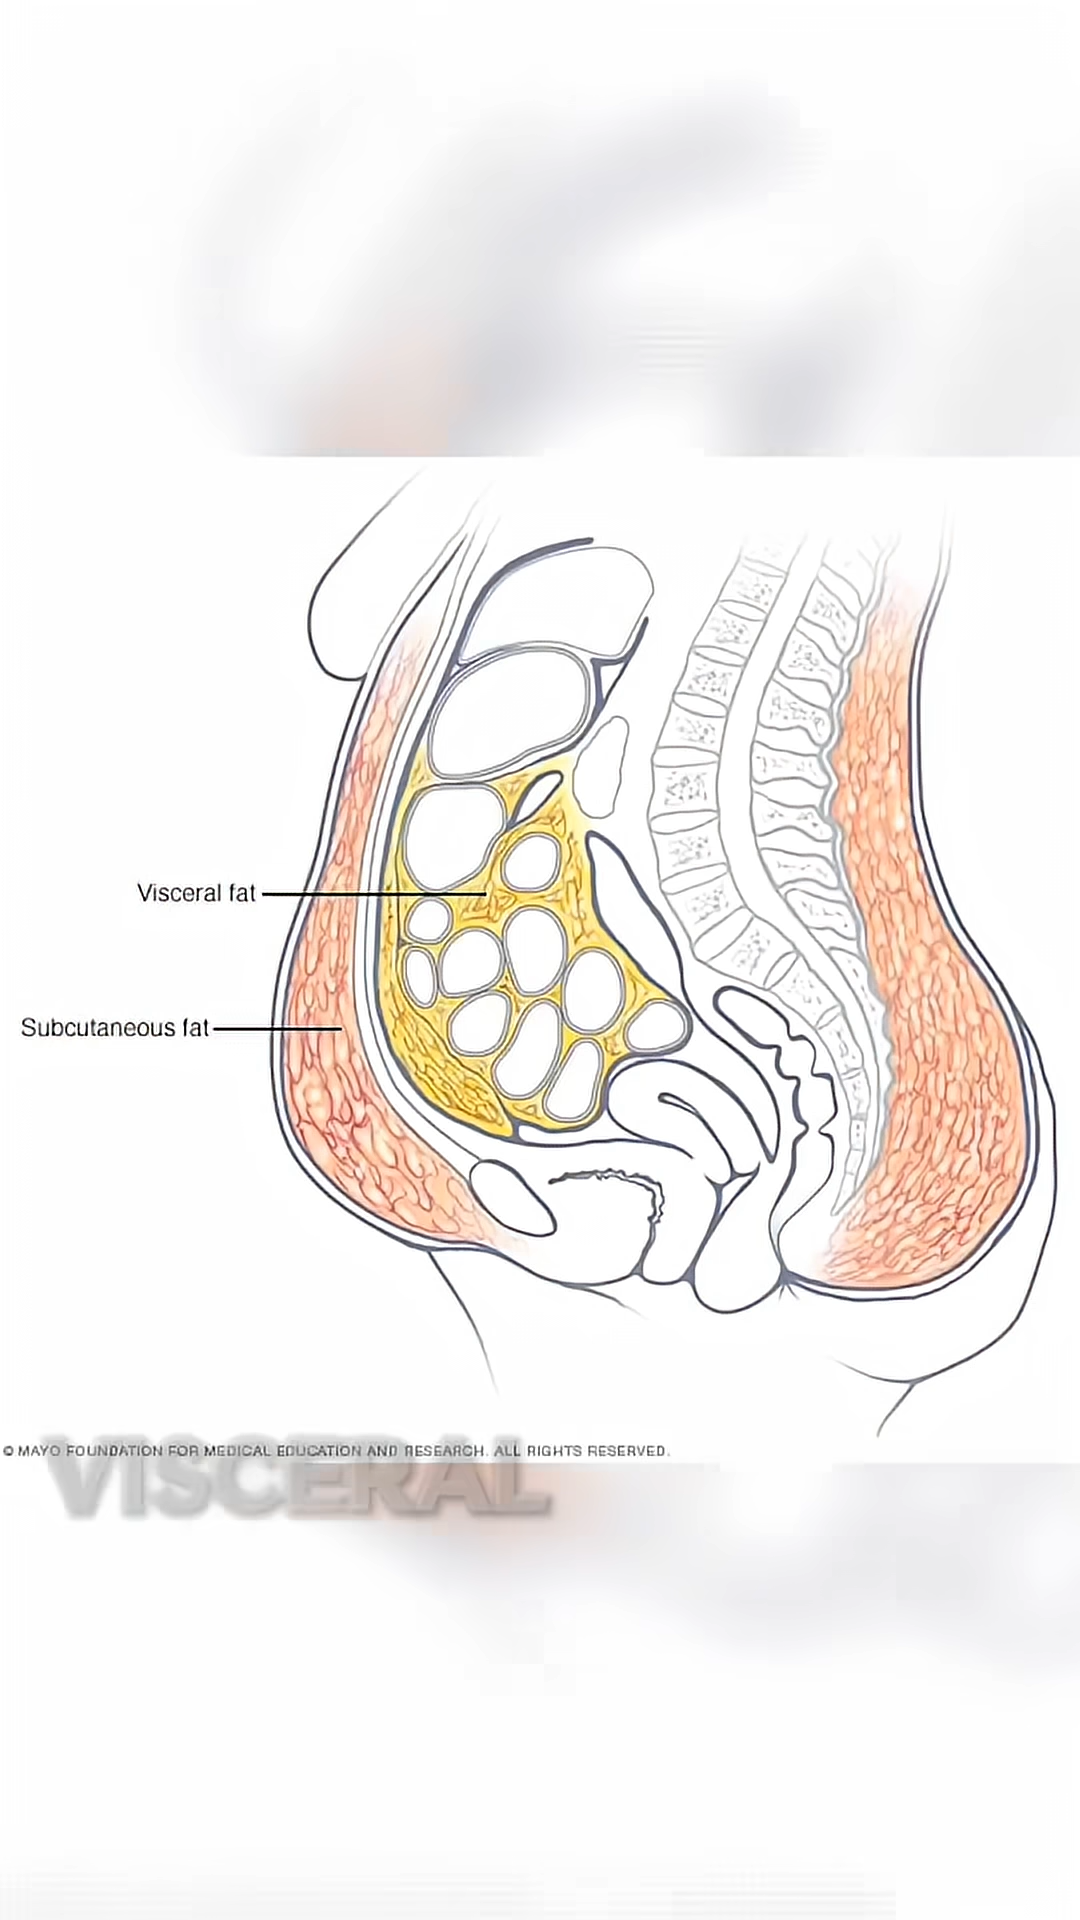 Visceral fat
Subcutaneous fat
© MAYO FOUNDATION FOR MEDICAL EDUCATION AND RESEARCH. ALL RIGHTS RESERVED.
VISCERAL